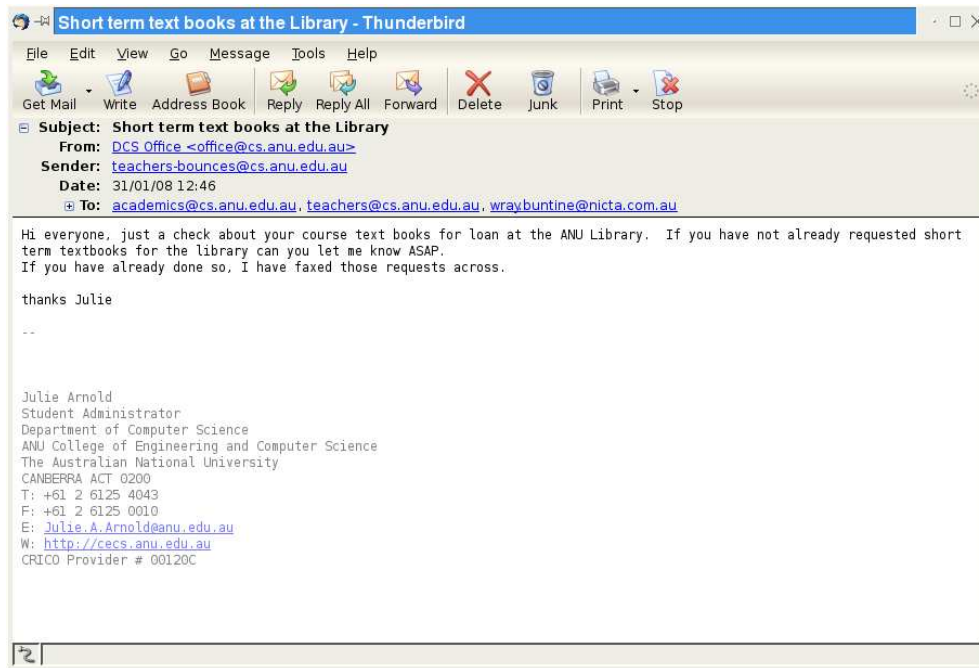 Short term text books at the Library - Thunderbird
File Edit View Go Message Tools Help
Get Mail Write Address Book Reply Reply All Forward Delete Junk Print Stop
Subject: Short term text books at the Library
From: DCS Office <office@cs.anu.edu.au>
Sender: teachers-bounces@cs.anu.edu.au
Date: 31/01/08 12:46
To: academics@cs.anu.edu.au, teachers@cs.anu.edu.au, wray.buntine@nicta.com.au
Hi everyone, just a check about your course text books for loan at the ANU Library. If you have not already requested short
term textbooks for the library can you let me know ASAP.
If you have already done so, I have faxed those requests across.
thanks Julie
--
Julie Arnold
Student Administrator
Department of Computer Science
ANU College of Engineering and Computer Science
The Australian National University
CANBERRA ACT 0200
T: +61 2 6125 4043
F: +61 2 6125 0010
E: Julie.A.Arnold@anu.edu.au
W: http://cecs.anu.edu.au
CRICO Provider # 00120C